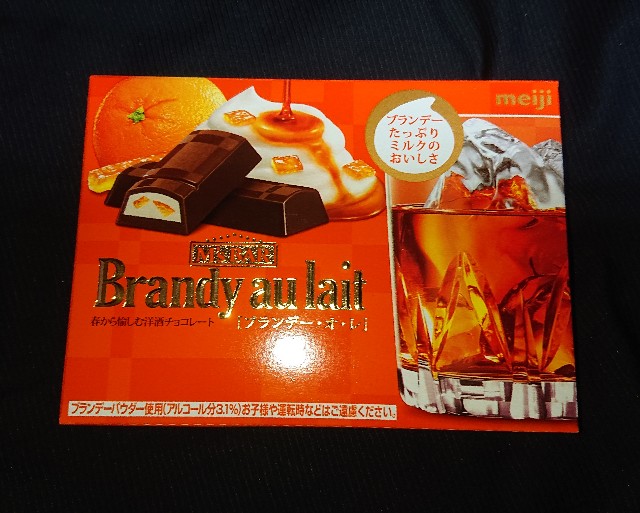 meiji
ブランデー
たっぷり
ミルクの
おいしさ
Brandy au lait
春から愉しむ洋酒チョコレート
[ブランデー・オ・レ]
ブランデーパウダー使用(アルコール分3.1%)お子様や運転時などはご遠慮ください。